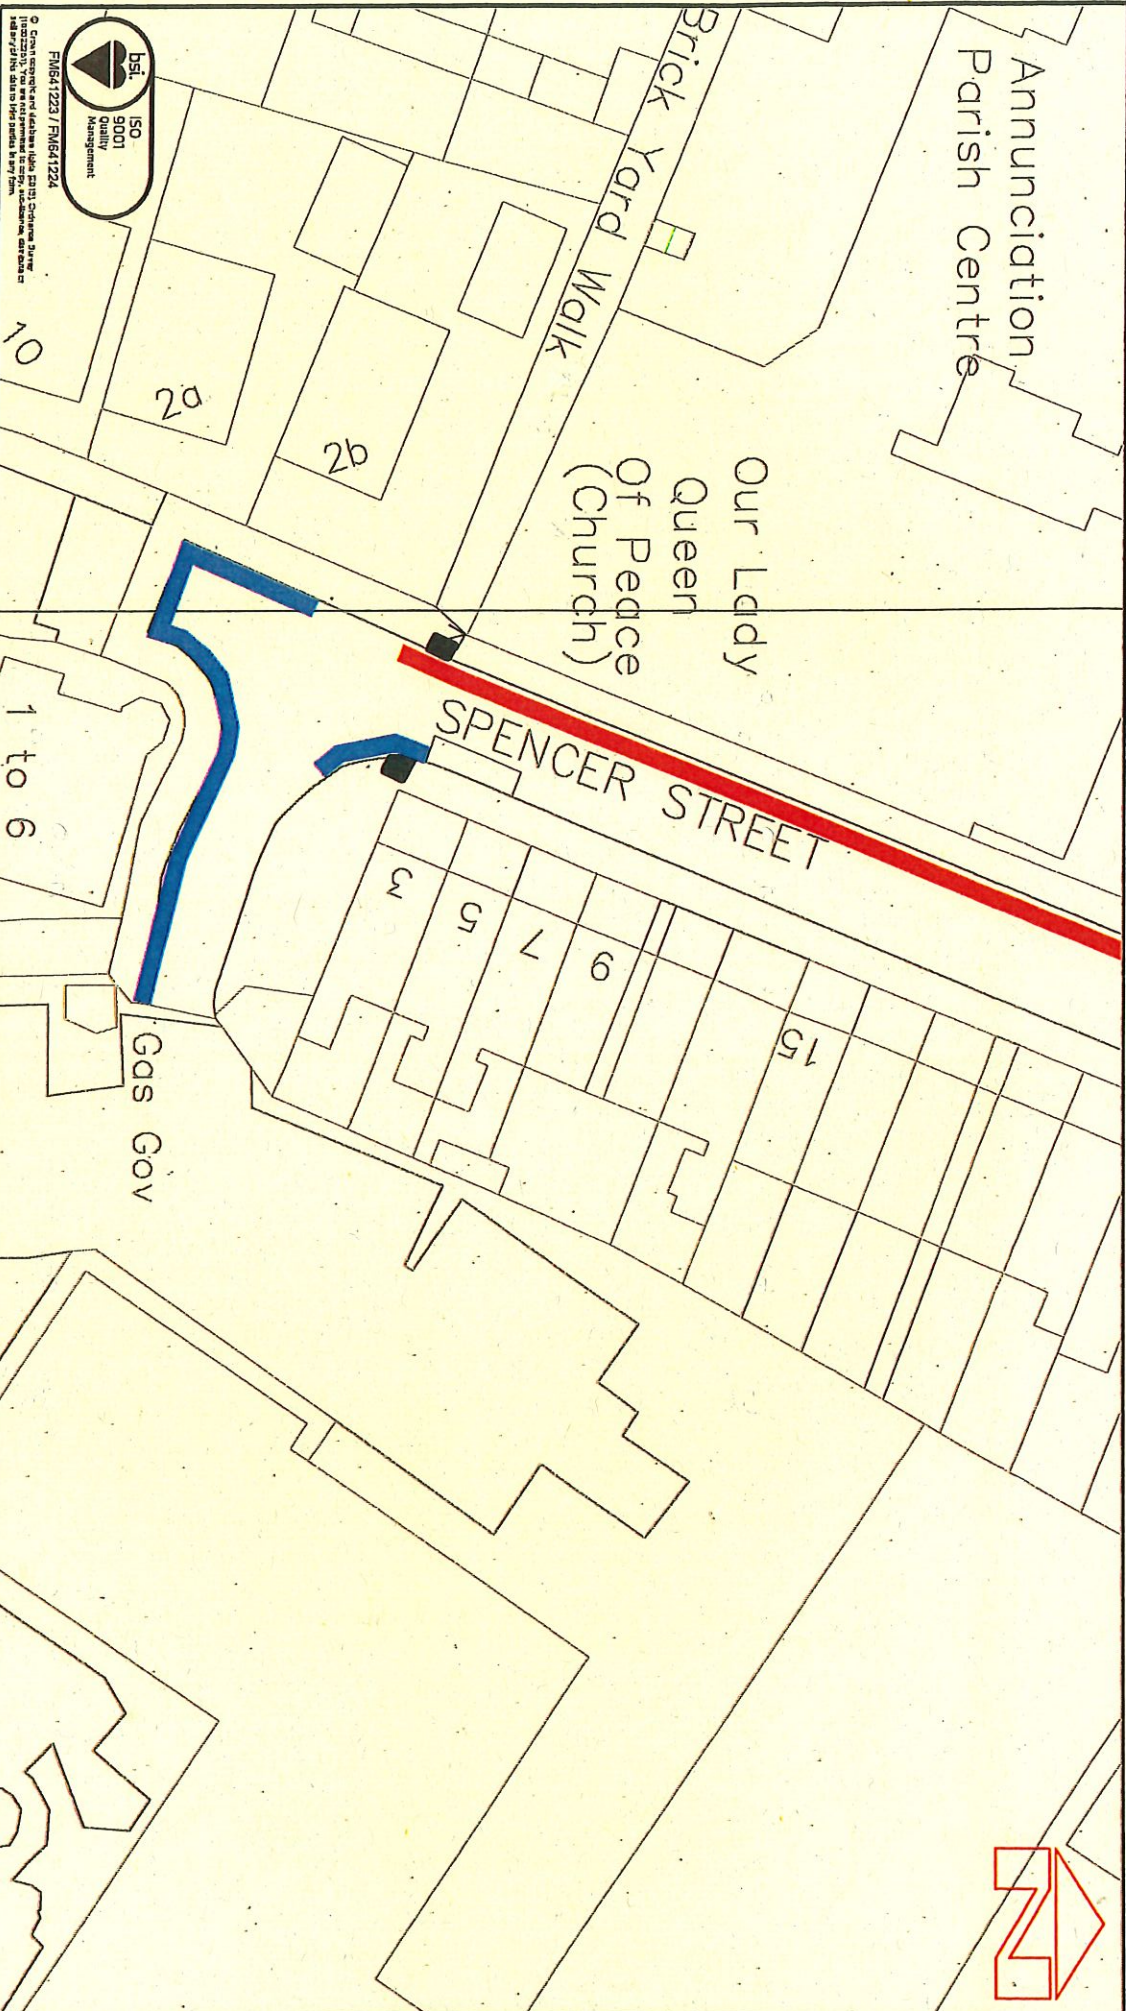 Annunciation
Parish Centre
Brick Yard Walk
Our Lady
Queen
Of Peace
(Church)
SPENCER STREET
2a
2b
10
1 to 6
3
5
7
9
15
Gas Gov
N
bsi.
ISO
9001
Quality
Management
FM641223 / FM641224